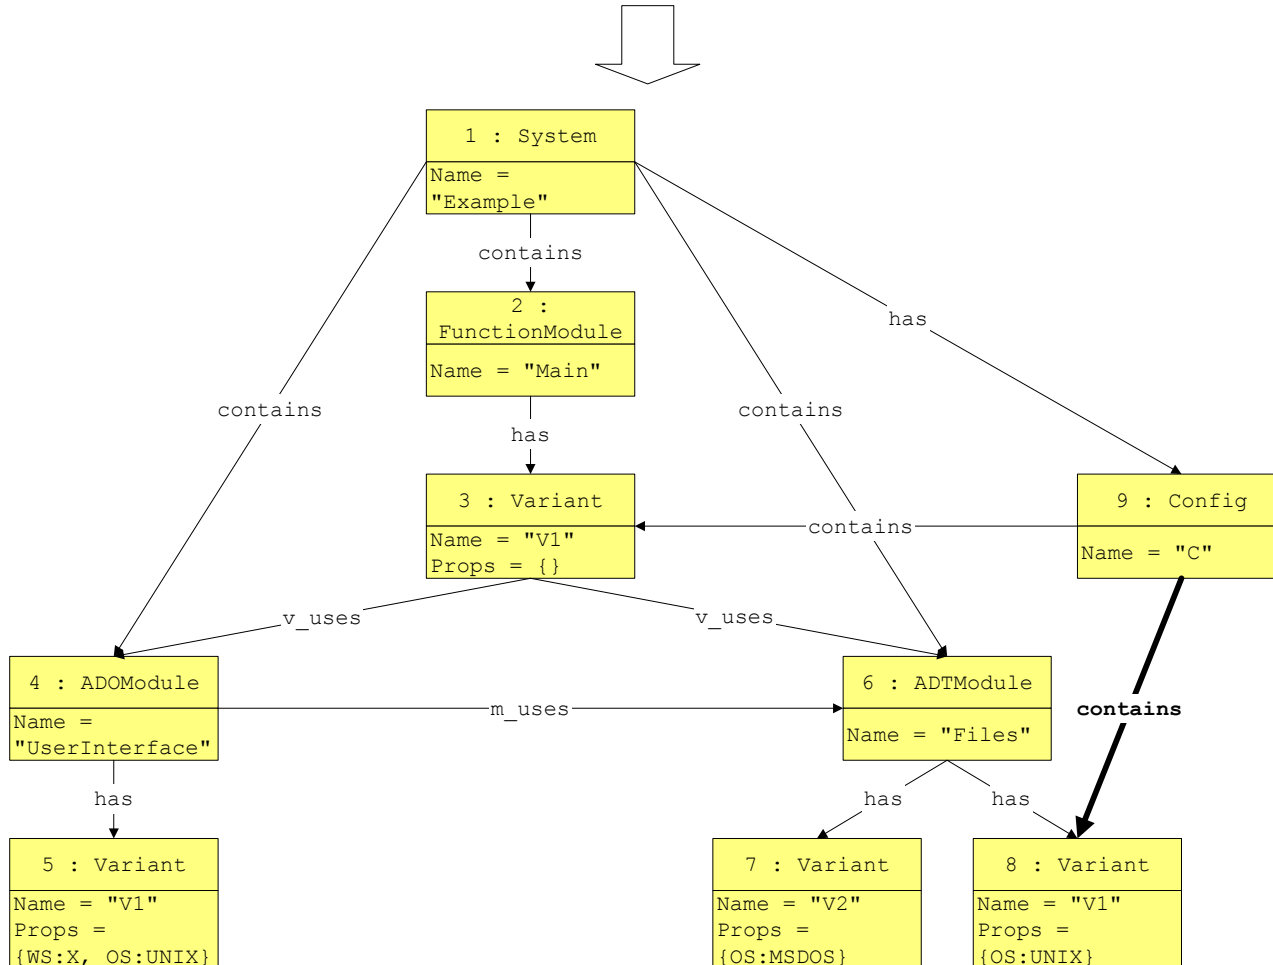 1 : System
Name =
"Example"
contains
2 :
FunctionModule
Name = "Main"
has
contains
contains
has
3 : Variant
Name = "V1"
Props = {}
contains
9 : Config
Name = "C"
v_uses
v_uses
4 : ADOModule
Name =
"UserInterface"
m_uses
6 : ADTModule
Name = "Files"
contains
has
has
has
5 : Variant
Name = "V1"
Props =
{WS:X, OS:UNIX}
7 : Variant
Name = "V2"
Props =
{OS:MSDOS}
8 : Variant
Name = "V1"
Props =
{OS:UNIX}